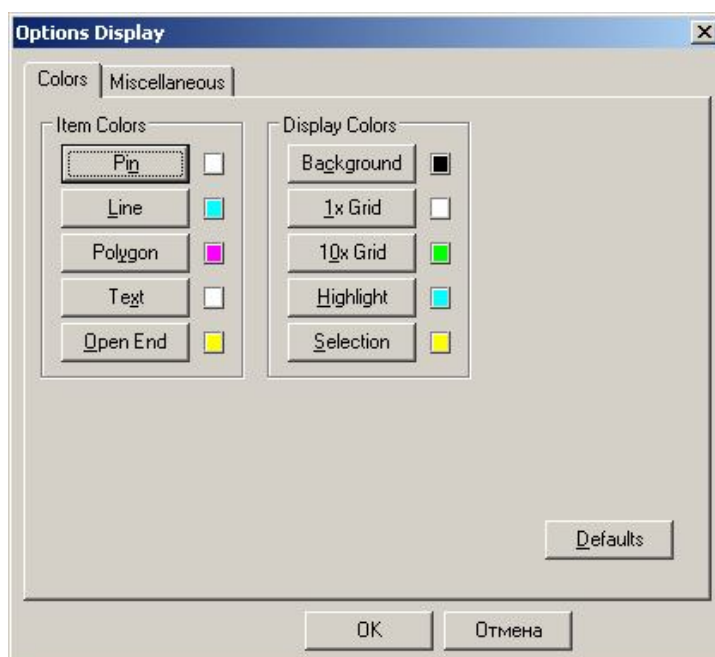 Options Display
Colors Miscellaneous
Item Colors Display Colors
Pin Background
Line 1x Grid
Polygon 10x Grid
Text Highlight
Open End Selection
Defaults
OK Отмена